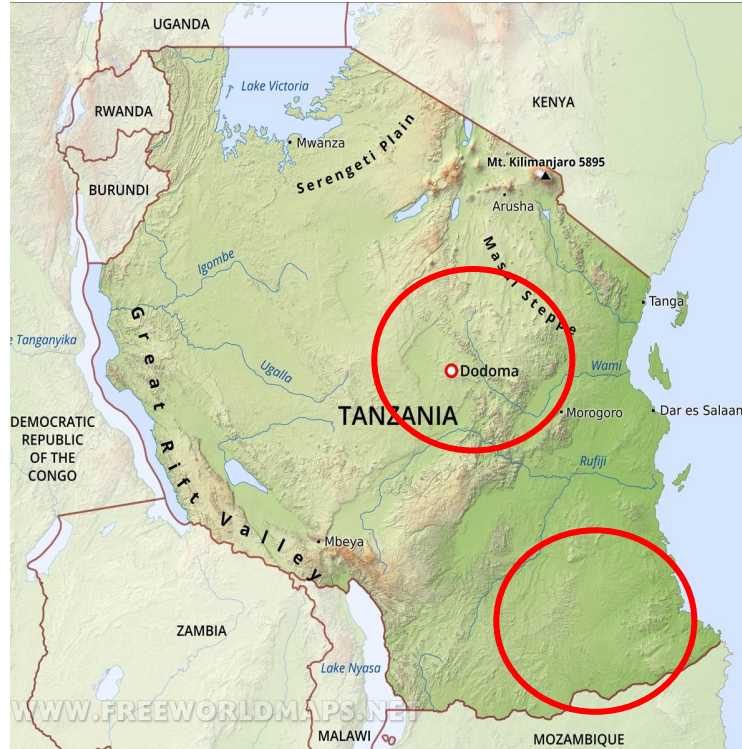 UGANDA
Lake Victoria
KENYA
RWANDA
Mwanza
Serengeti Plain
Mt. Kilimanjaro 5895
BURUNDI
Arusha
Masai Steppe
Igombe
Tanga
Great Rift Valley
e Tanganyika
Ugalla
Wami
Dodoma
TANZANIA
Morogoro
Dar es Salaam
DEMOCRATIC
REPUBLIC
OF THE
CONGO
Rufiji
Mbeya
ZAMBIA
Lake Nyasa
WWW.FREEWORLDMAPS.NET
MALAWI
MOZAMBIQUE